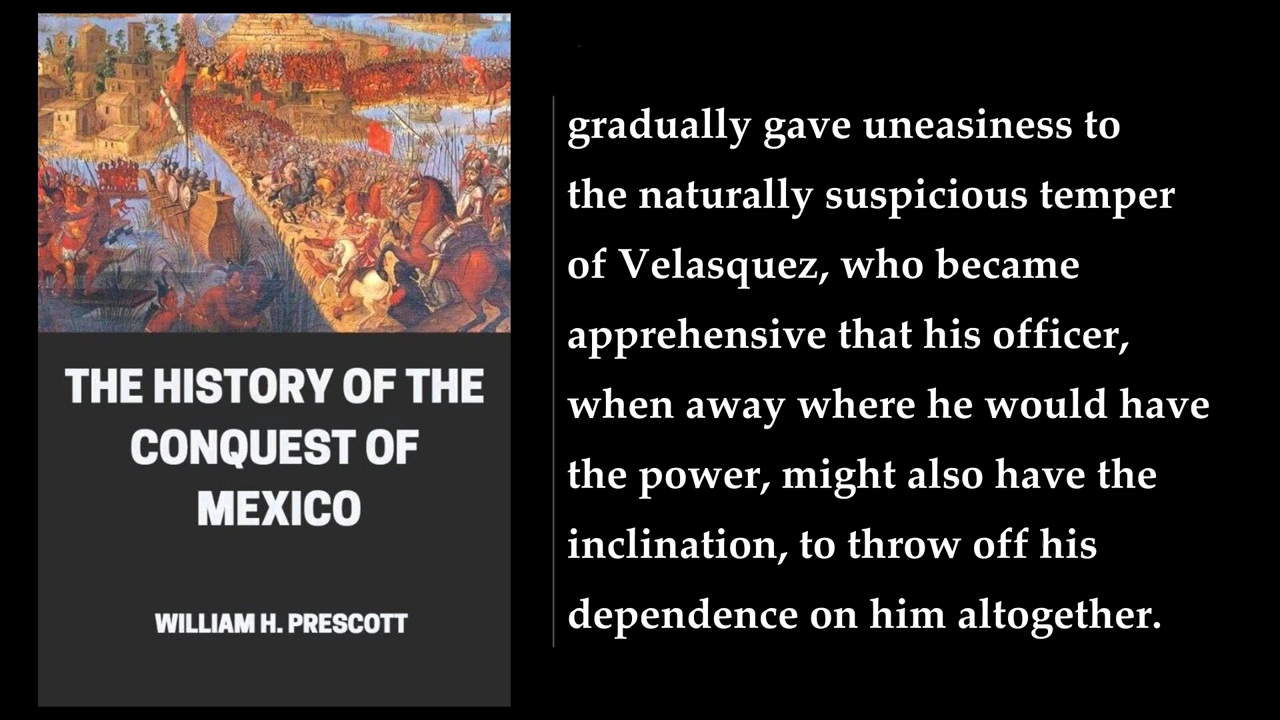 THE HISTORY OF THE
CONQUEST OF
MEXICO
WILLIAM H. PRESCOTT
gradually gave uneasiness to
the naturally suspicious temper
of Velasquez, who became
apprehensive that his officer,
when away where he would have
the power, might also have the
inclination, to throw off his
dependence on him altogether.